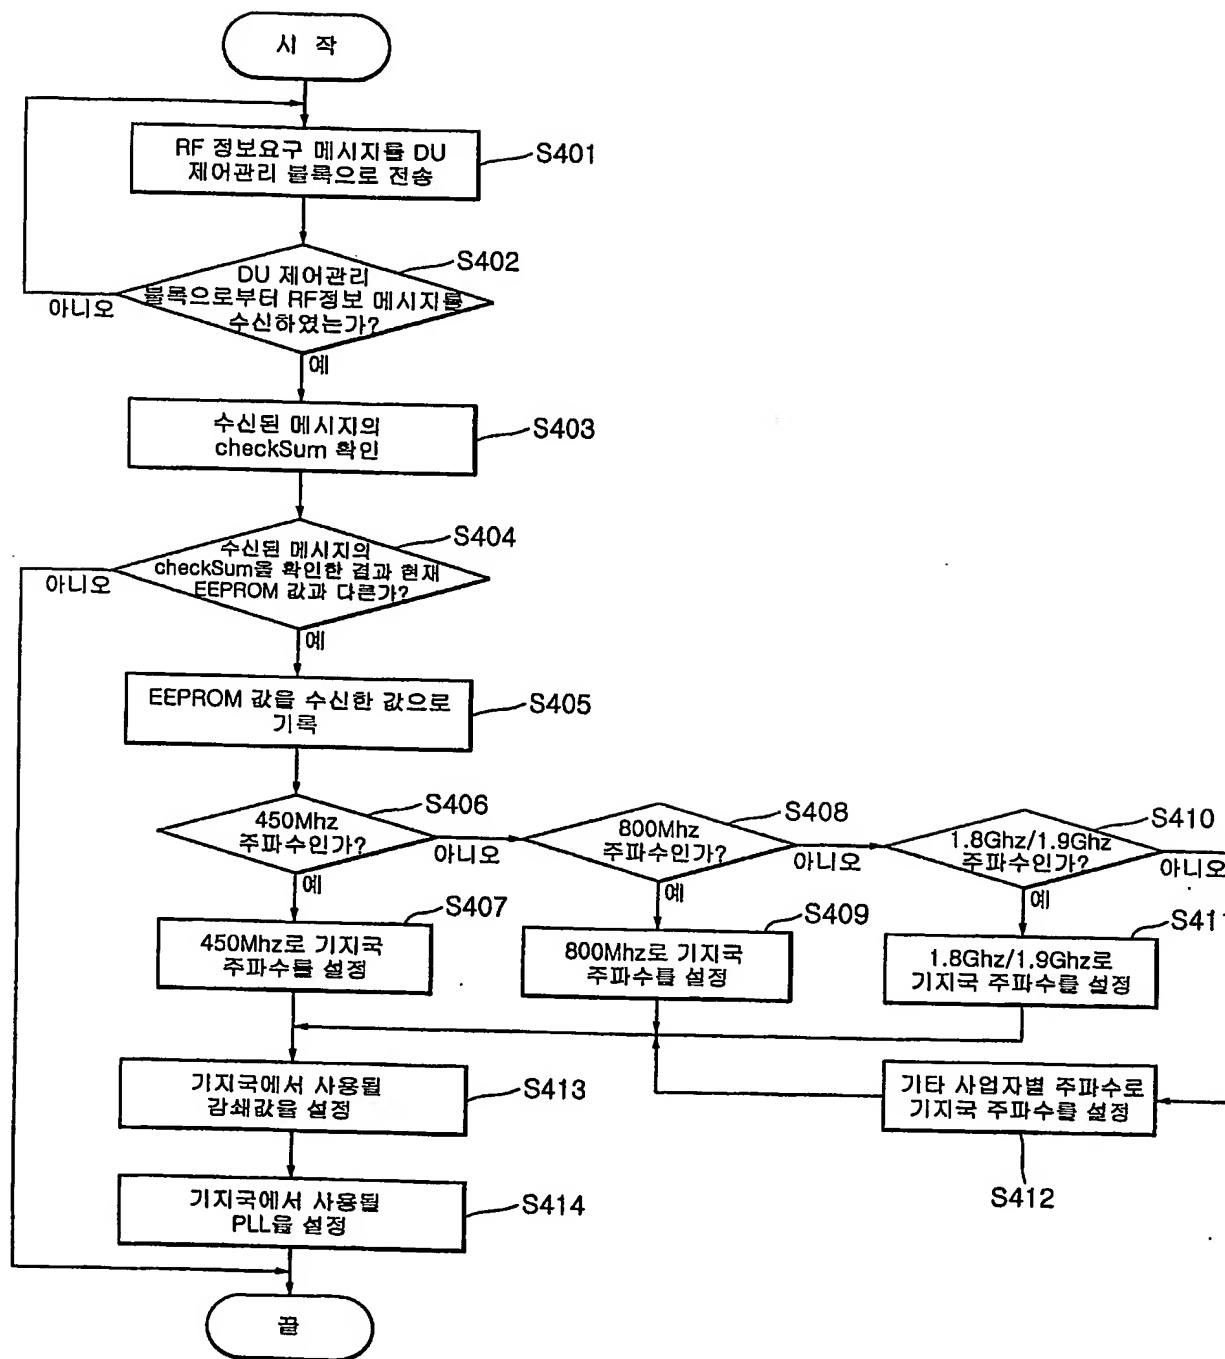 시 작
RF 정보요구 메시지를 DU
제어관리 블록으로 전송
S401
S402
DU 제어관리
블록으로부터 RF정보 메시지를
수신하였는가?
아니오
예
수신된 메시지의
checkSum 확인
S403
S404
수신된 메시지의
checkSum을 확인한 결과 현재
EEPROM 값과 다른가?
아니오
예
EEPROM 값을 수신한 값으로
기록
S405
S406
450Mhz
주파수인가?
아니오
예
S408
800Mhz
주파수인가?
아니오
예
S410
1.8Ghz/1.9Ghz
주파수인가?
아니오
예
S407
450Mhz로 기지국
주파수를 설정
S409
800Mhz로 기지국
주파수를 설정
S411
1.8Ghz/1.9Ghz로
기지국 주파수를 설정
기지국에서 사용될
감쇄값을 설정
S413
기타 사업자별 주파수로
기지국 주파수를 설정
S412
기지국에서 사용될
PLL을 설정
S414
끝